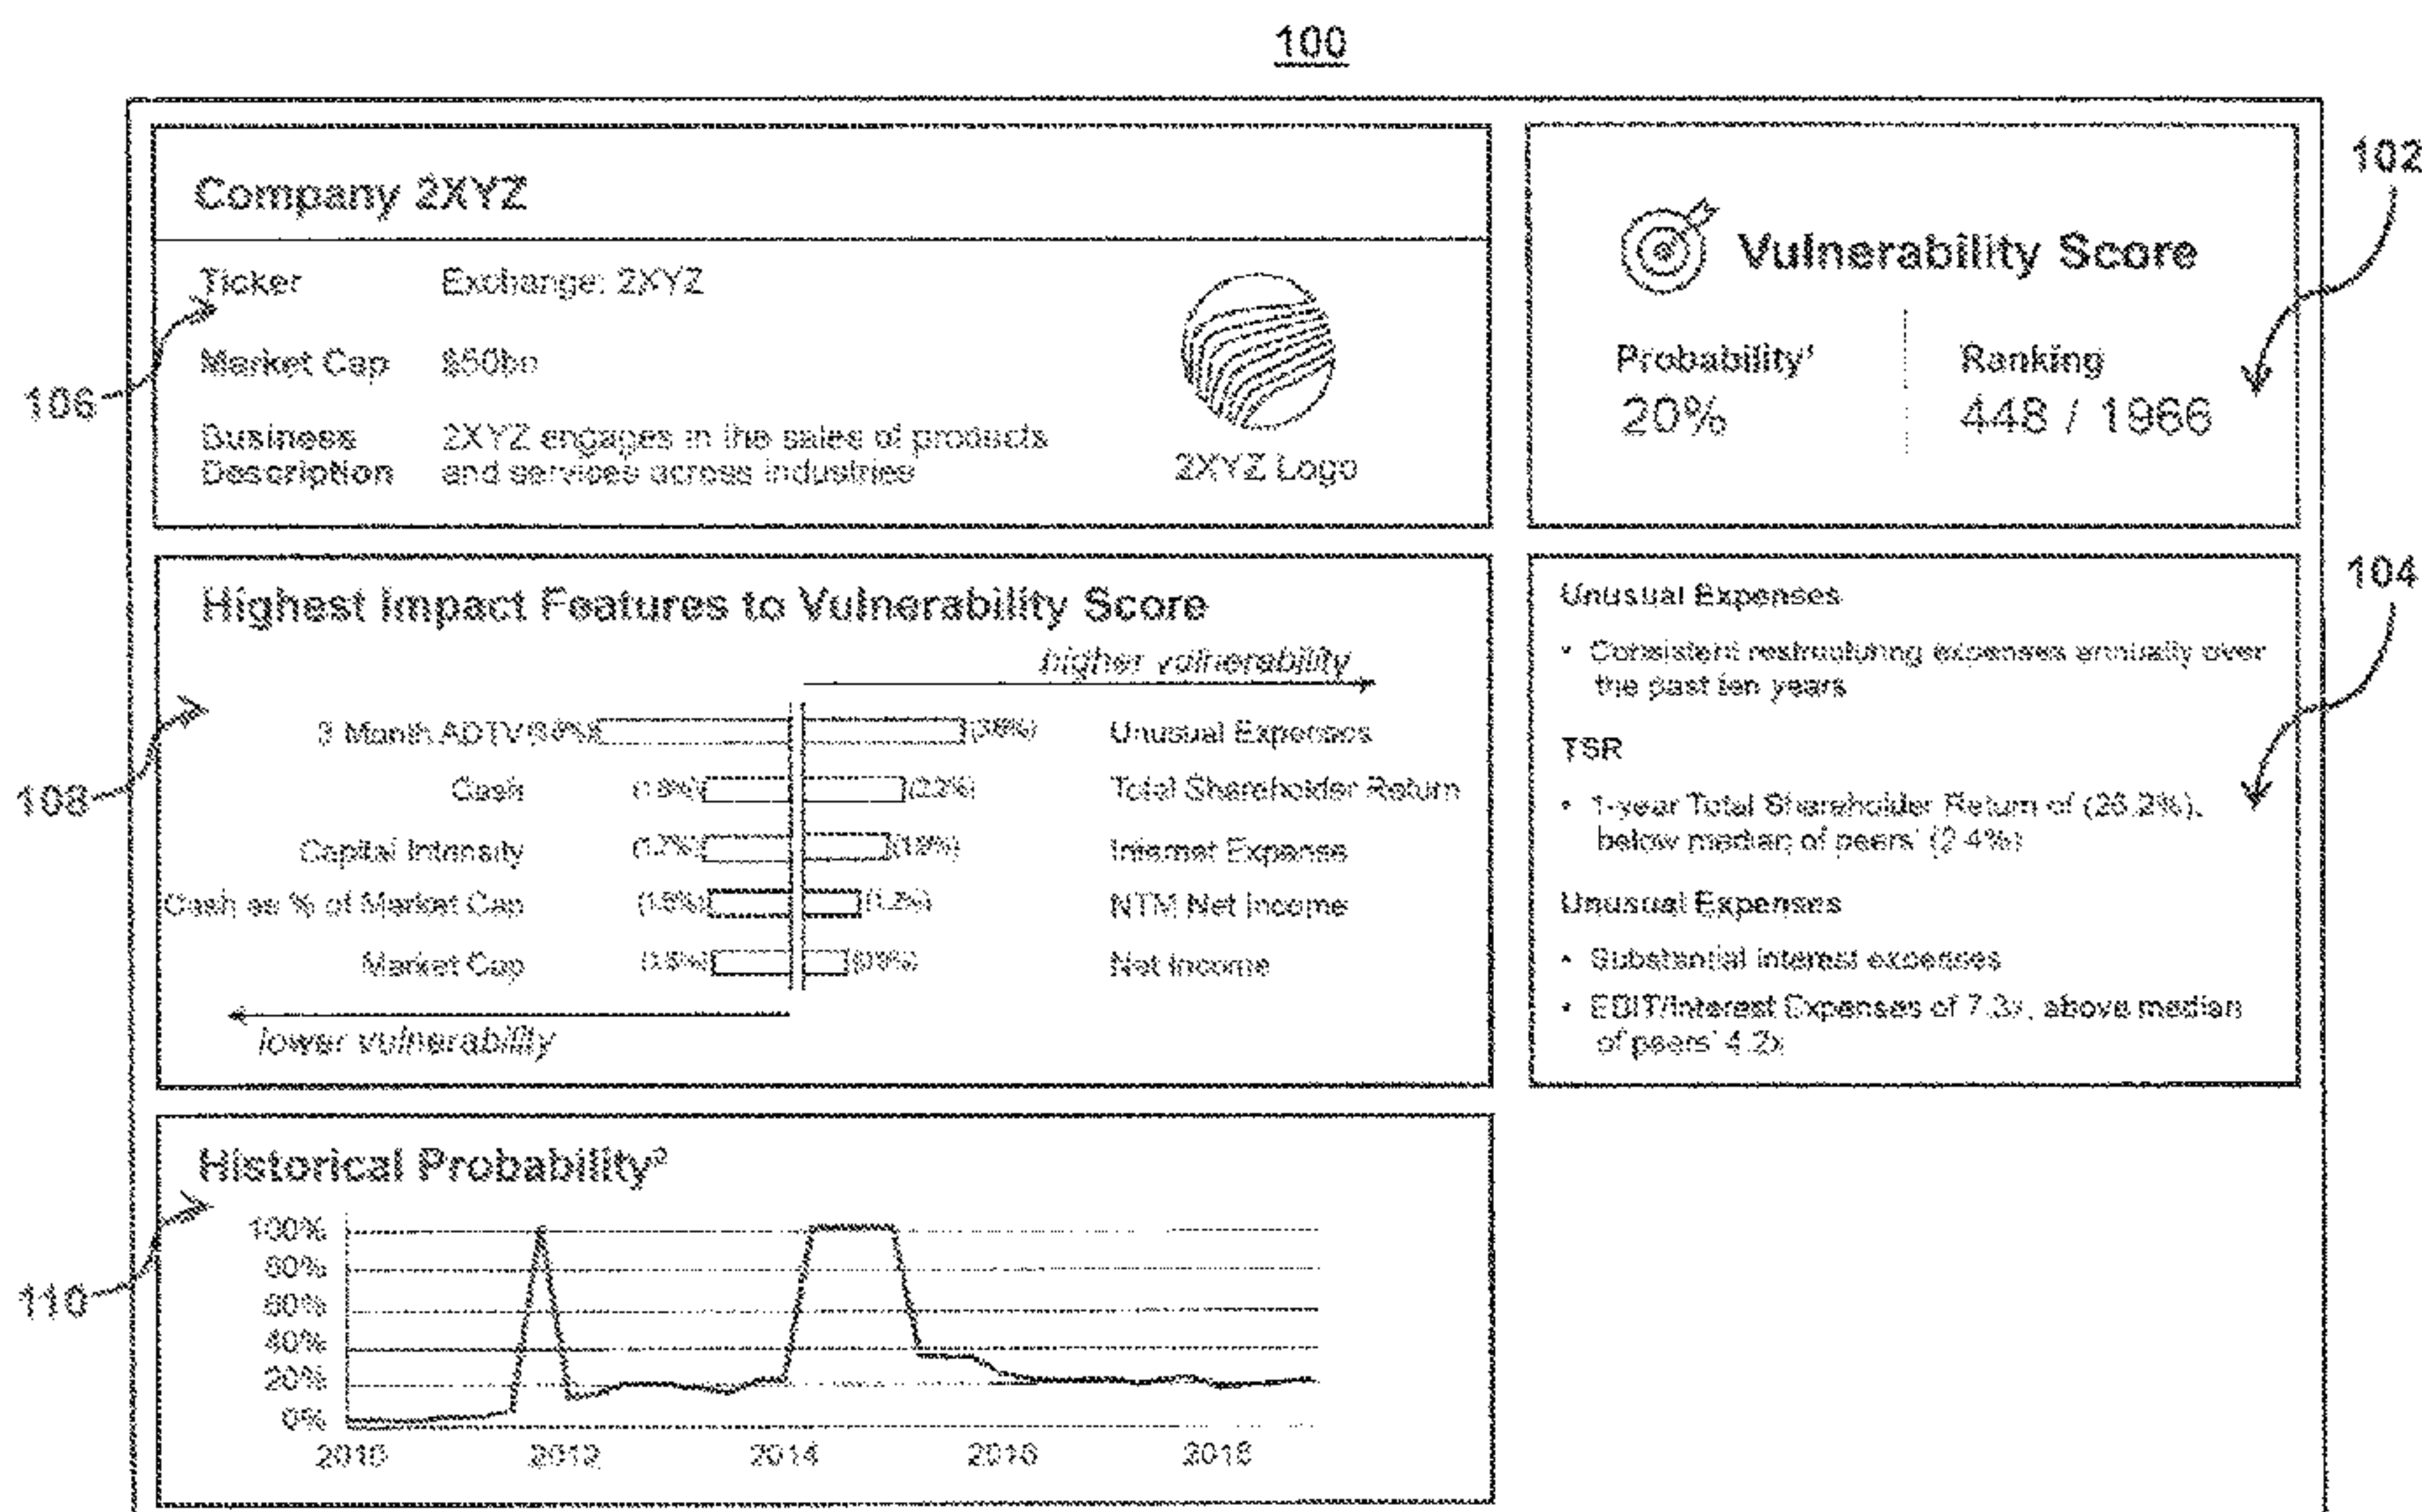 100
102
Company 2XYZ
Ticker Exchange: 2XYZ
Market Cap $50bn
Business Description 2XYZ engages in the sales of products
and services across industries
2XYZ Logo
106
Vulnerability Score
Probability¹ Ranking
20% 448 / 1966
Highest Impact Features to Vulnerability Score
higher vulnerability
3 Month ADTV Unusual Expenses
Cash Total Shareholder Return
Capital Intensity Expense
Cash as % of Market Cap NTM Net Income
Market Cap Net Income
lower vulnerability
108
104
Unusual Expenses
• Consistent restructuring expenses annually over
the past ten years
TSR
• 1-year Total Shareholder Return of
below median of peers' (2.4%)
Unusual Expenses
• Substantial interest expenses
• EBIT/Interest Expenses of 7.3x, above median
of peers' 4.2x
Historical Probability
110
100%
80%
60%
40%
20%
0%
2010 2012 2014 2016 2018